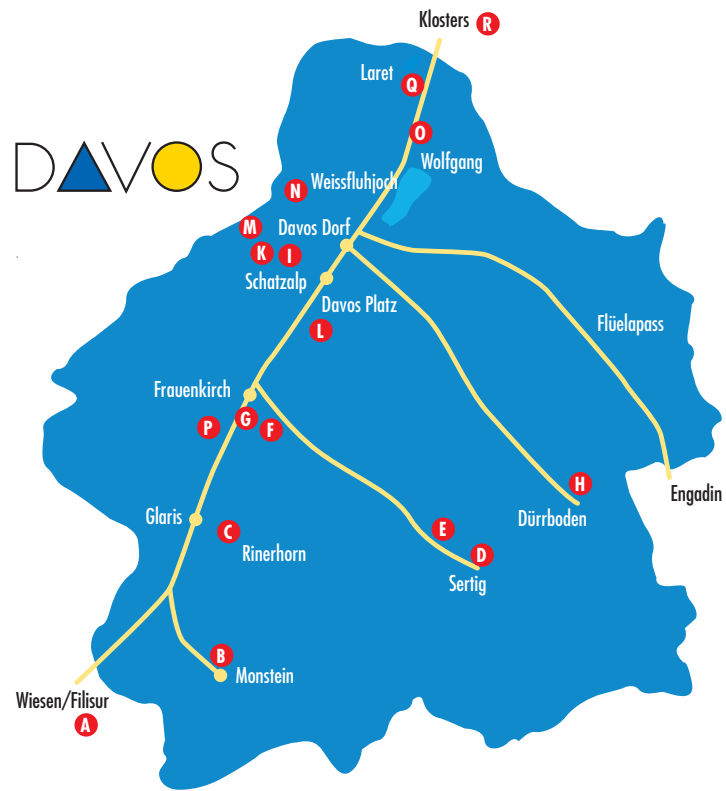 Klosters R
Laret
Q
O
Wolfgang
DAVOS
N Weissfluhjoch
M
Davos Dorf
K I
Schatzalp
Davos Platz
L
Flüelapass
Frauenkirch
P G F
H
Engadin
Dürrboden
Glaris
C
Rinerhorn
E
D
Sertig
B
Monstein
Wiesen/Filisur
A